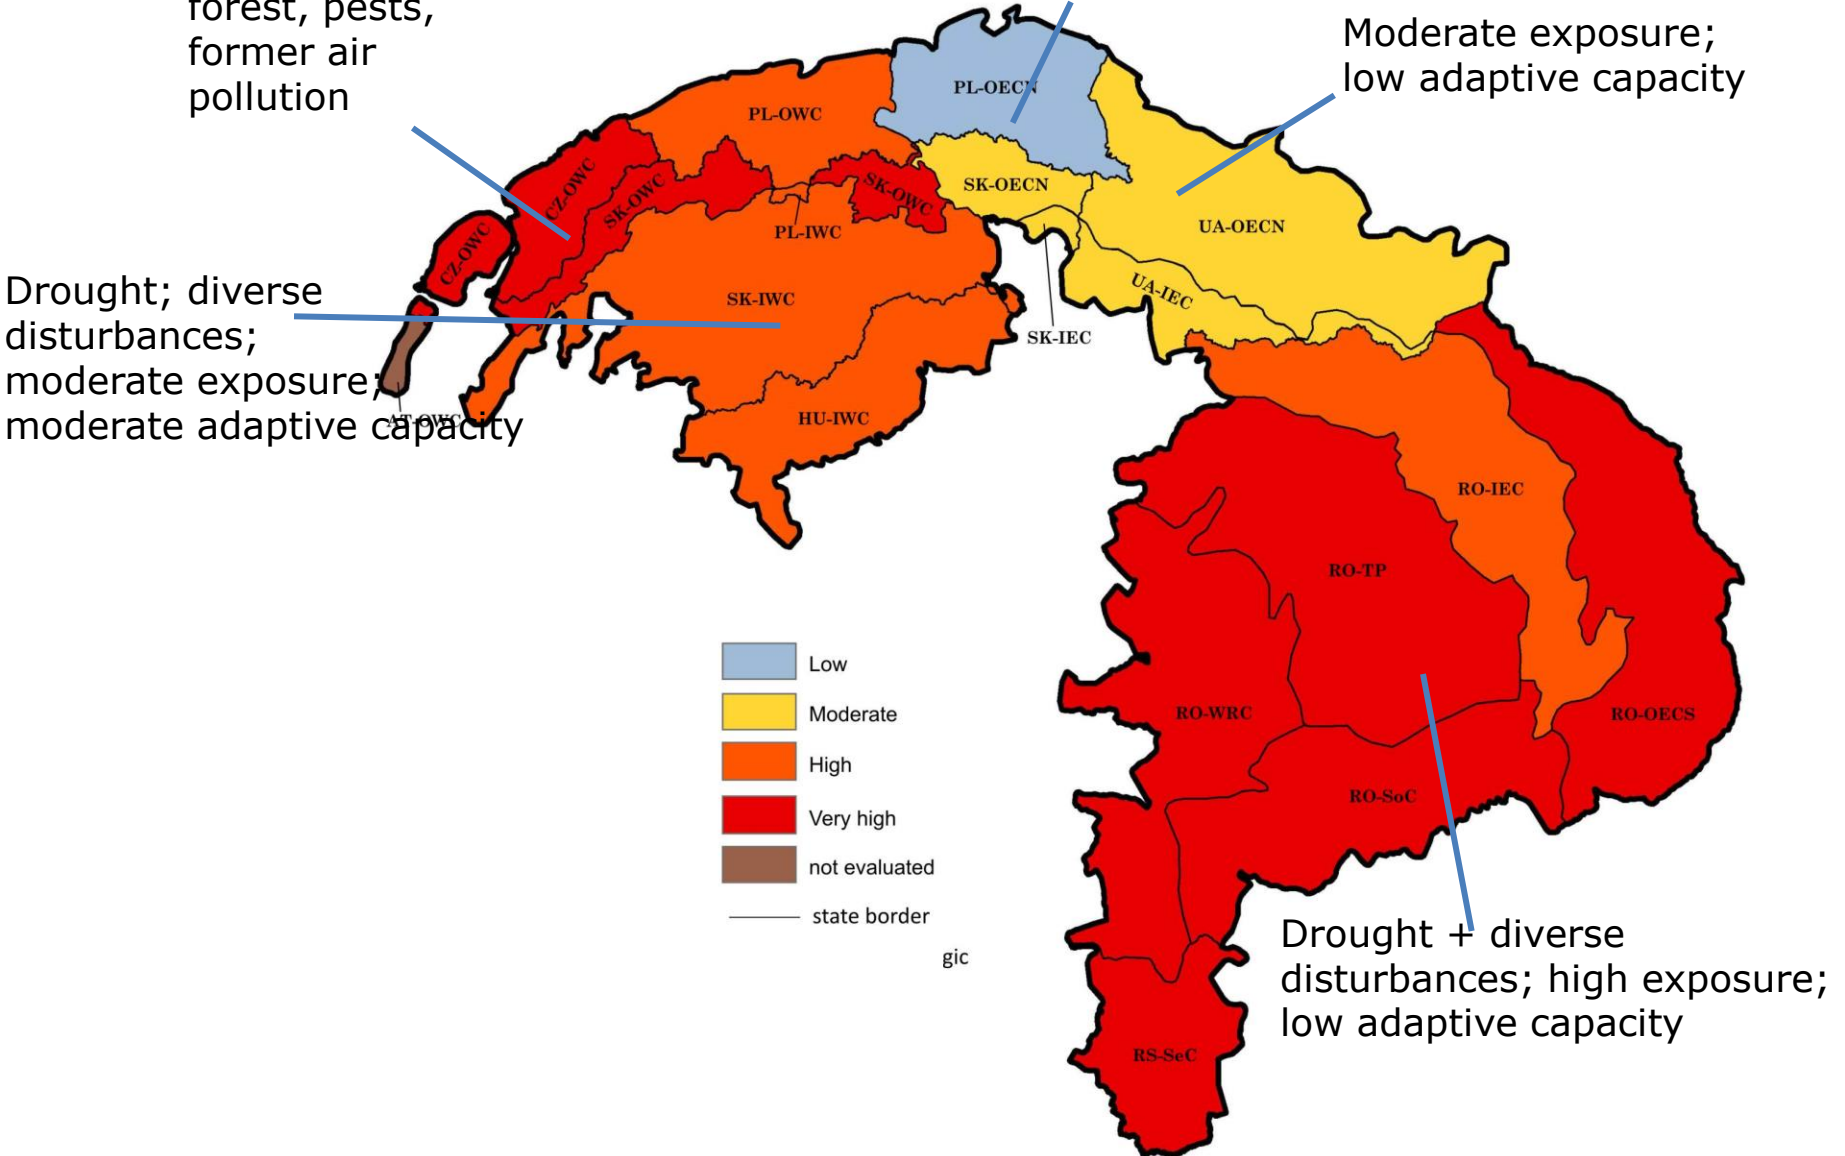 forest, pests,
former air
pollution
Moderate exposure;
low adaptive capacity
PL-OECN
PL-OWC
CZ-OWC
SK-OWC
SK-OWC
SK-OECN
PL-IWC
UA-OECN
CZ-OWC
Drought; diverse
disturbances;
moderate exposure;
moderate adaptive capacity
SK-IWC
UA-IEC
SK-IEC
AT-OWC
HU-IWC
RO-IEC
RO-TP
RO-WRC
RO-OECS
RO-SoC
RS-SeC
Low
Moderate
High
Very high
not evaluated
state border
gic
Drought + diverse
disturbances; high exposure;
low adaptive capacity